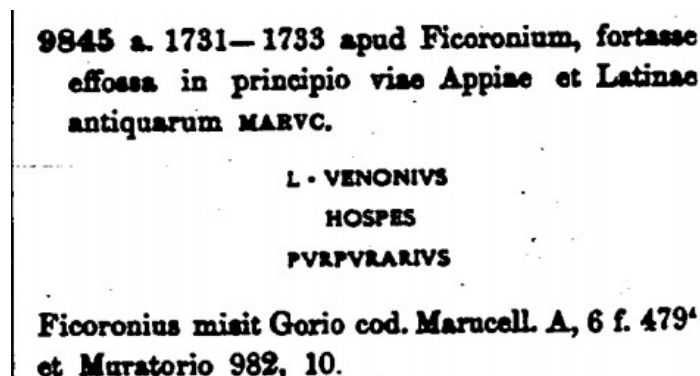 9845 a. 1731—1733 apud Ficoronium, fortasse
effossa in principio viae Appiae et Latinae
antiquarum MARVC.
L · VENONIVS
HOSPES
PVRPVRARIVS
Ficoronius misit Gorio cod. Marucell. A, 6 f. 479⁴
et Muratorio 982, 10.